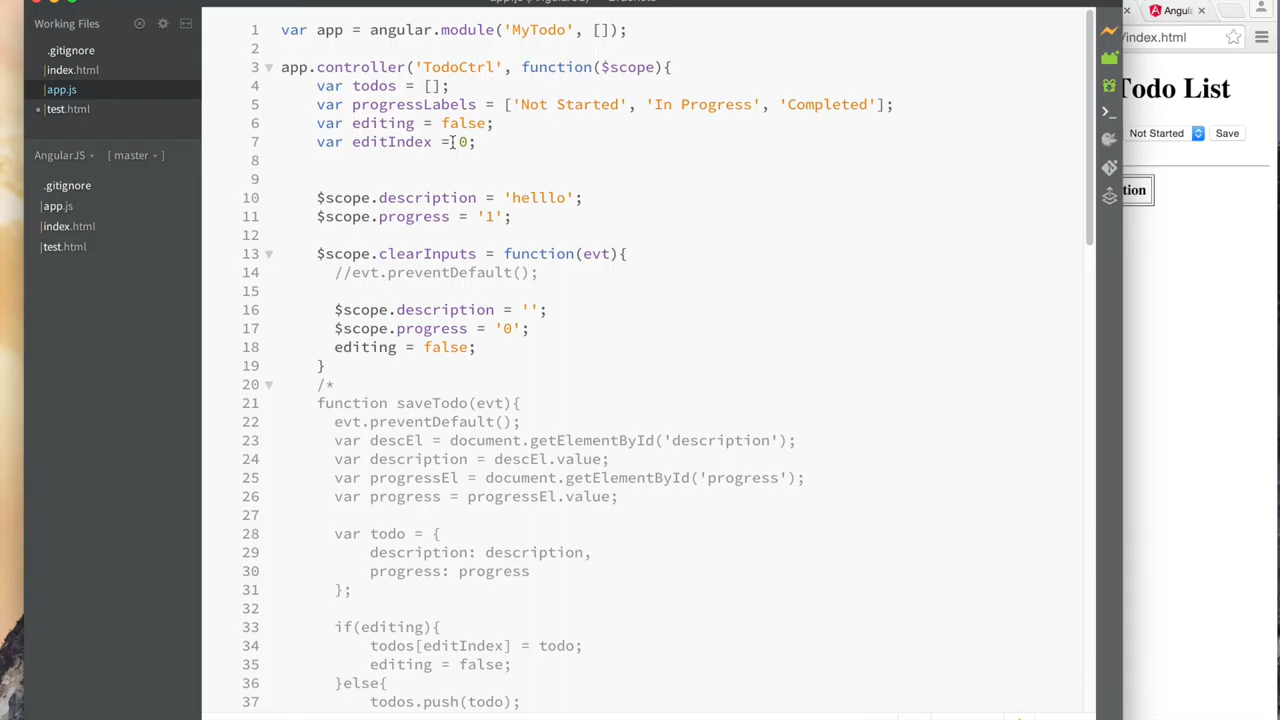 Working Files
.gitignore
index.html
app.js
test.html
AngularJS
[ master ]
.gitignore
app.js
index.html
test.html
1 var app = angular.module('MyTodo', []);
2
3 app.controller('TodoCtrl', function($scope){
4 var todos = [];
5 var progressLabels = ['Not Started', 'In Progress', 'Completed'];
6 var editing = false;
7 var editIndex = 0;
8
9
10 $scope.description = 'helllo';
11 $scope.progress = '1';
12
13 $scope.clearInputs = function(evt){
14 //evt.preventDefault();
15
16 $scope.description = '';
17 $scope.progress = '0';
18 editing = false;
19 }
20 /*
21 function saveTodo(evt){
22 evt.preventDefault();
23 var descEl = document.getElementById('description');
24 var description = descEl.value;
25 var progressEl = document.getElementById('progress');
26 var progress = progressEl.value;
27
28 var todo = {
29 description: description,
30 progress: progress
31 };
32
33 if(editing){
34 todos[editIndex] = todo;
35 editing = false;
36 }else{
37 todos.push(todo);
Angula
/index.html
Todo List
Not Started
Save
tion